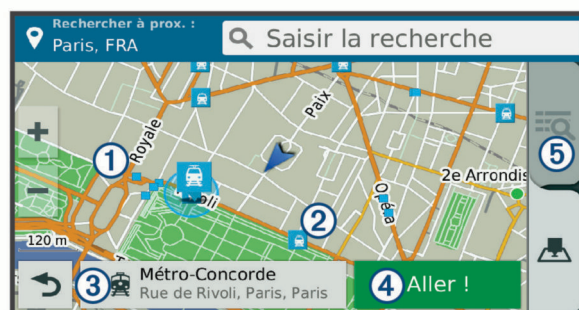 Rechercher à prox. :
Paris, FRA
Saisir la recherche
Paix
Royale
1
5
2e Arrondis
Opéra
2
120 m
3
Métro-Concorde
Rue de Rivoli, Paris, Paris
4
Aller !